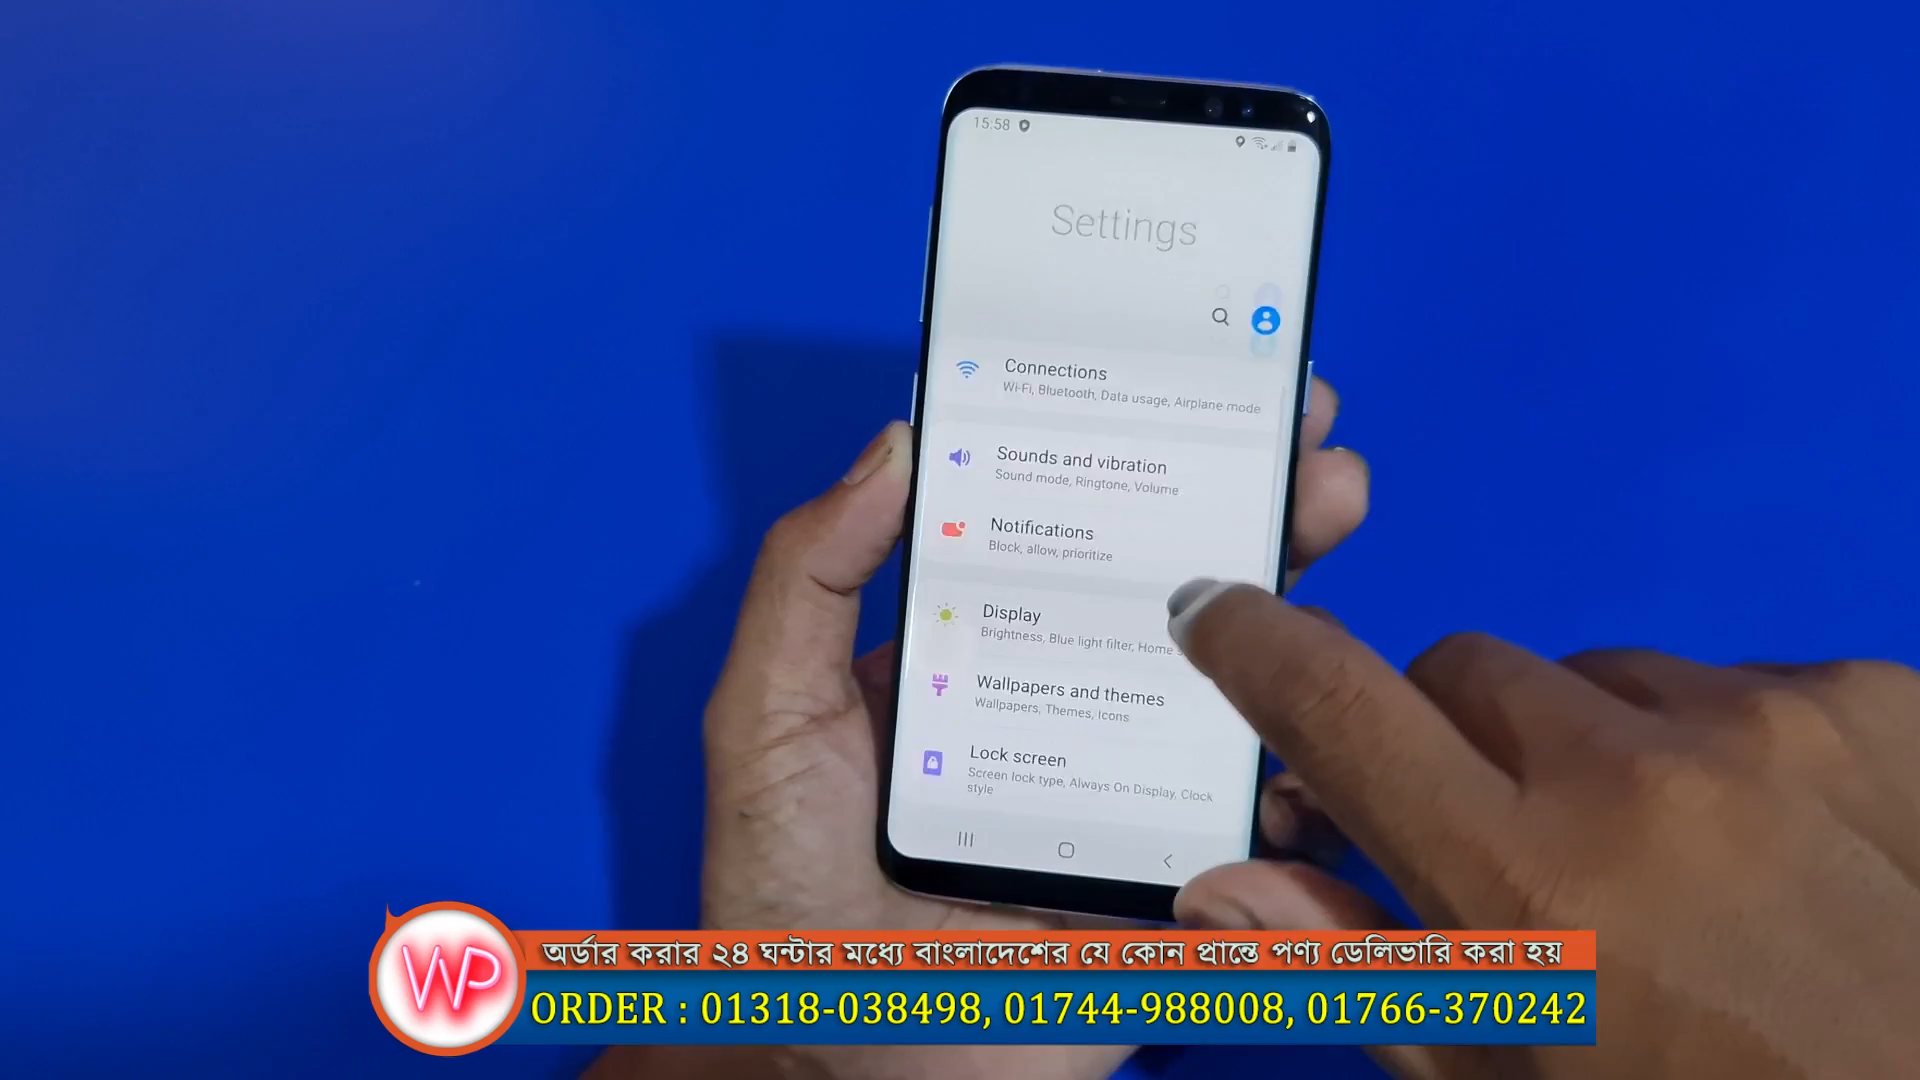 15:58
Settings
Connections
Wi-Fi, Bluetooth, Data usage, Airplane mode
Sounds and vibration
Sound mode, Ringtone, Volume
Notifications
Block, allow, prioritize
Display
Brightness, Blue light filter, Home
Wallpapers and themes
Wallpapers, Themes, Icons
Lock screen
Screen lock type, Always On Display, Clock
style
WP
অর্ডার করার ২৪ ঘন্টার মধ্যে বাংলাদেশের যে কোন প্রান্তে পণ্য ডেলিভারি করা হয়
ORDER : 01318-038498, 01744-988008, 01766-370242